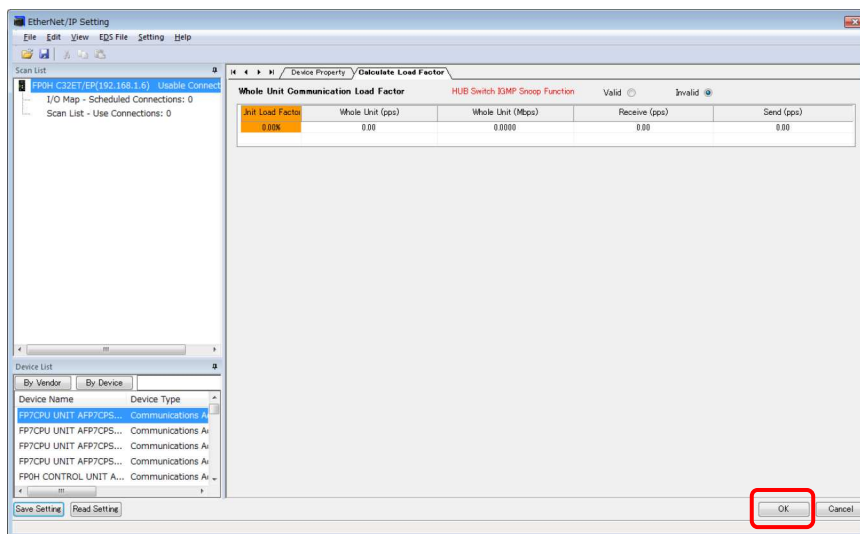 EtherNet/IP Setting
File Edit View EDS File Setting Help
Scan List
FP0H C32ET/EP(192.168.1.6) Usable Connect
I/O Map - Scheduled Connections: 0
Scan List - Use Connections: 0
Device Property Calculate Load Factor
Whole Unit Communication Load Factor HUB Switch IGMP Snoop Function Valid Invalid
Unit Load Factor Whole Unit (pps) Whole Unit (Mbps) Receive (pps) Send (pps)
0.00% 0.00 0.0000 0.00 0.00
Device List
By Vendor By Device
Device Name Device Type
FP7CPU UNIT AFP7CPS... Communications A
FP7CPU UNIT AFP7CPS... Communications A
FP7CPU UNIT AFP7CPS... Communications A
FP7CPU UNIT AFP7CPS... Communications A
FP0H CONTROL UNIT A... Communications A
Save Setting Read Setting OK Cancel